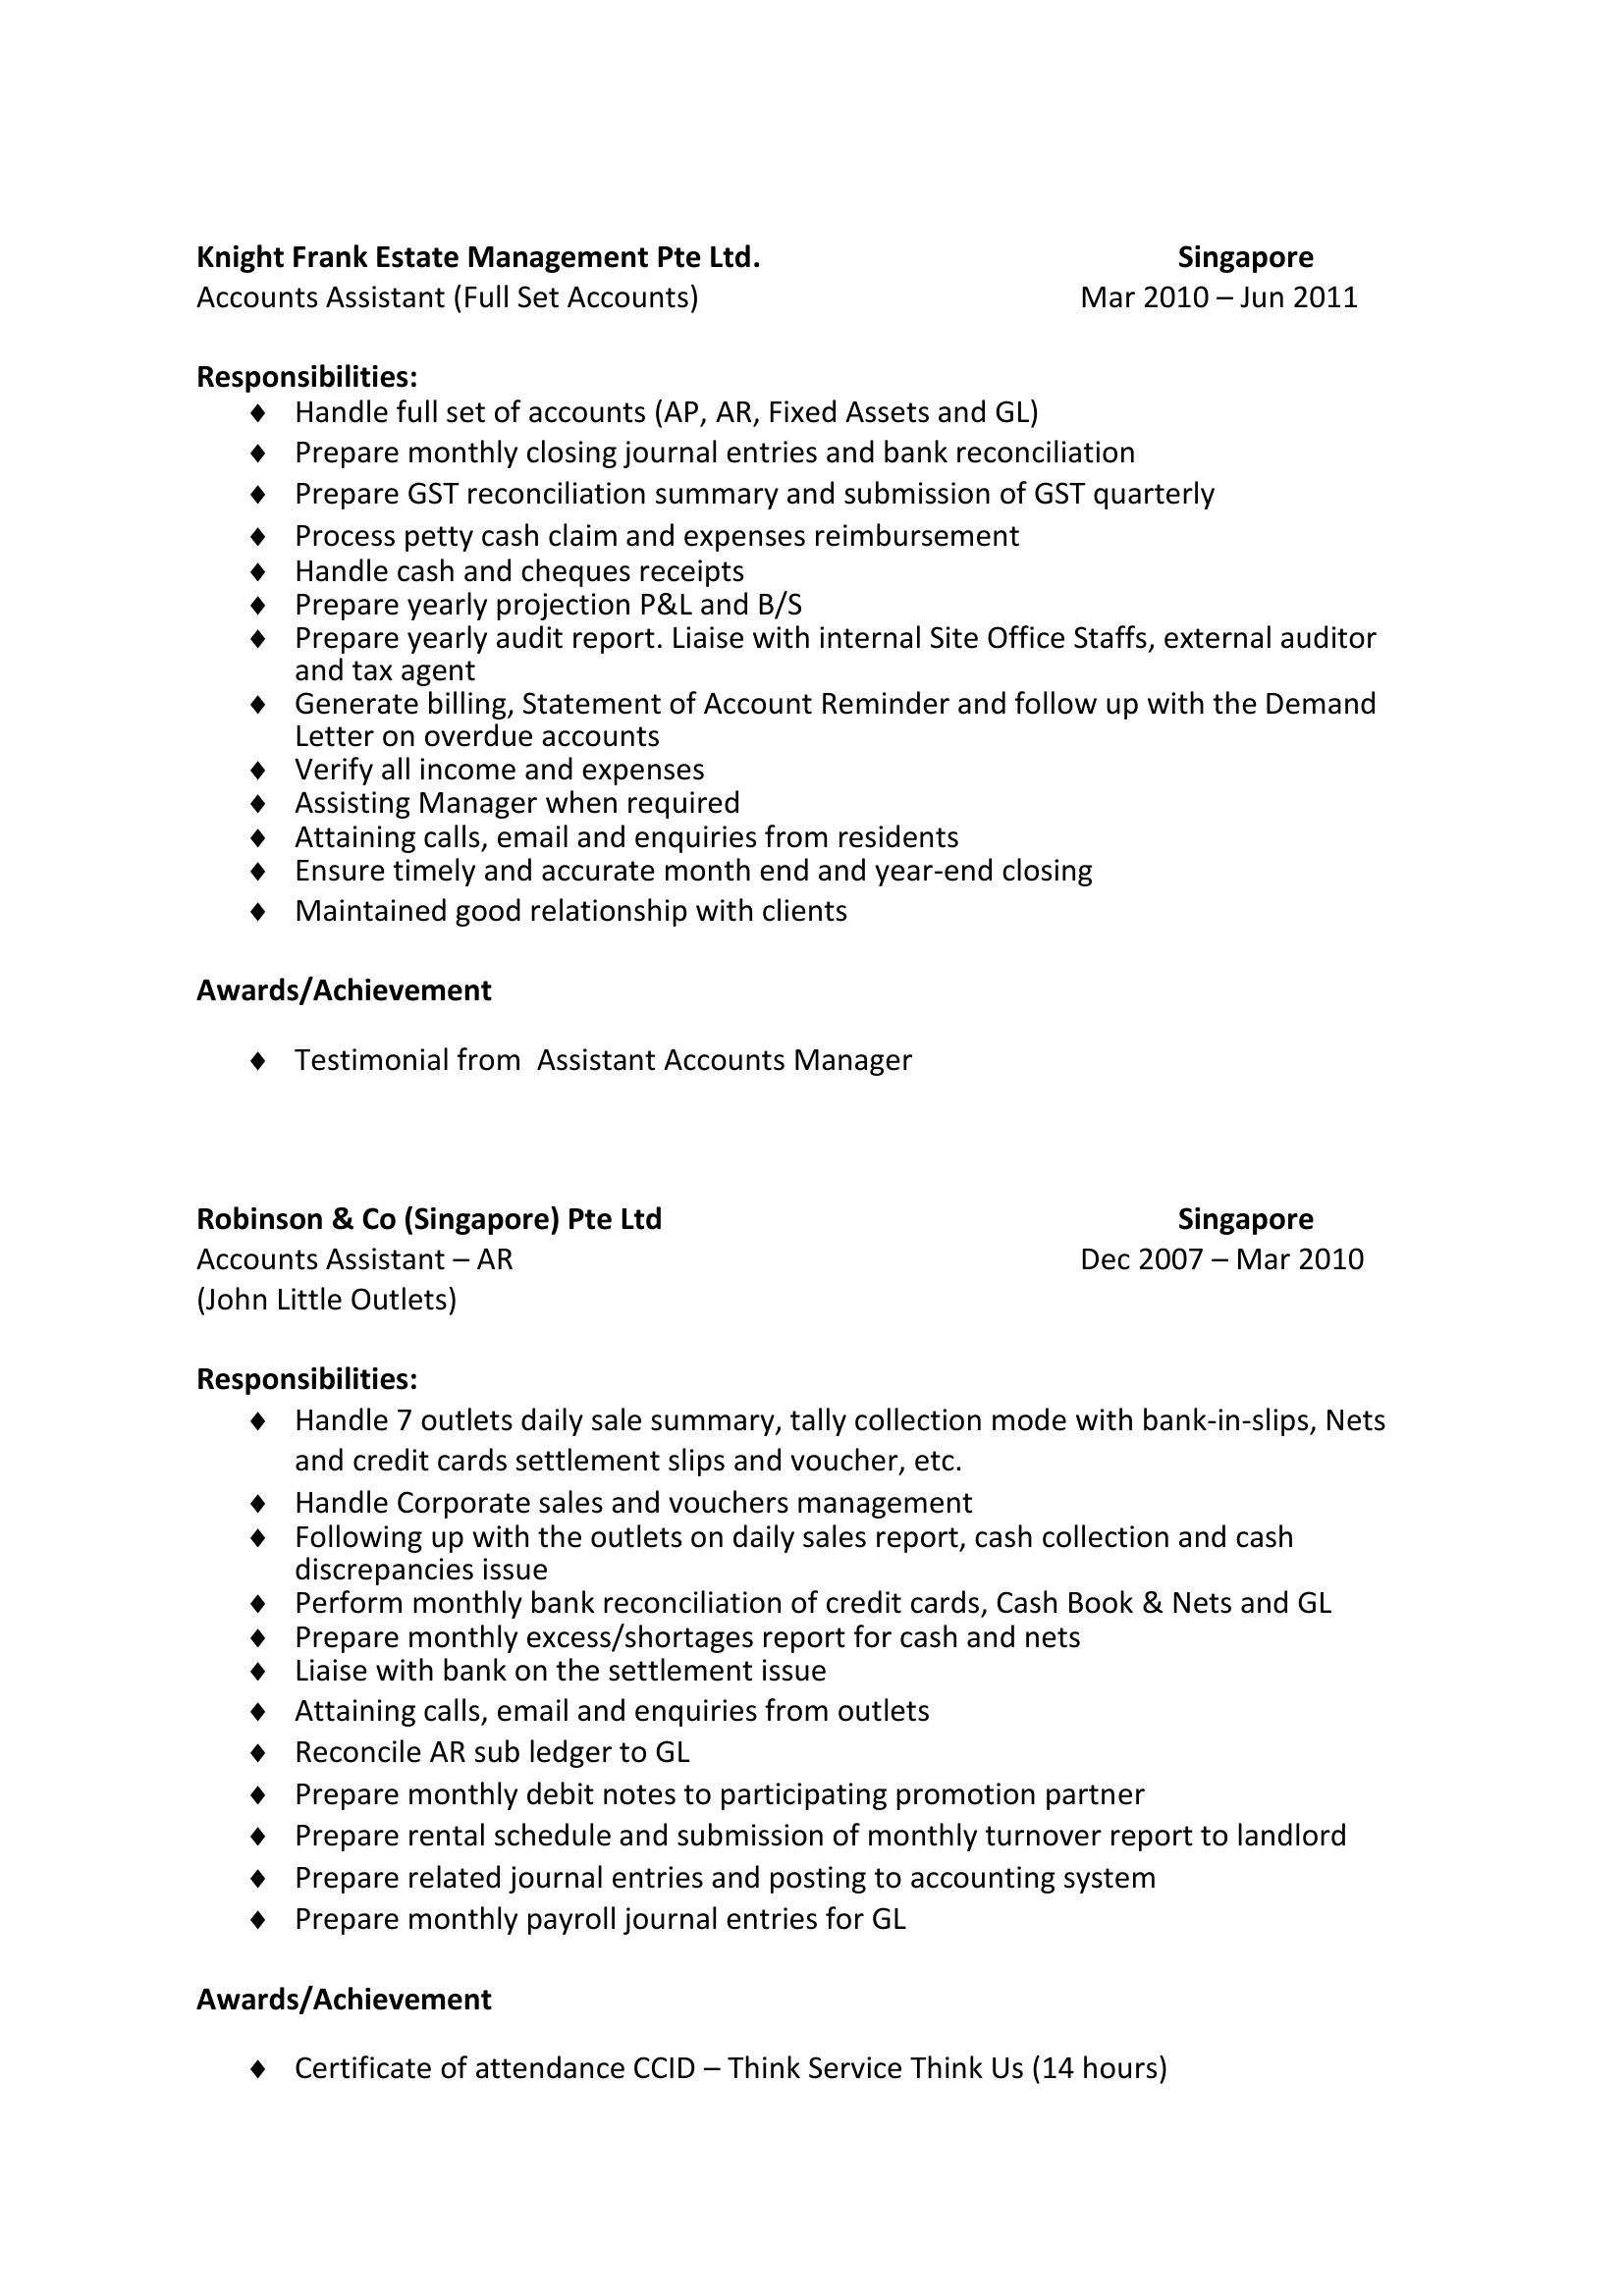 Knight Frank Estate Management Pte Ltd. Singapore
Accounts Assistant (Full Set Accounts) Mar 2010 – Jun 2011
Responsibilities:
♦ Handle full set of accounts (AP, AR, Fixed Assets and GL)
♦ Prepare monthly closing journal entries and bank reconciliation
♦ Prepare GST reconciliation summary and submission of GST quarterly
♦ Process petty cash claim and expenses reimbursement
♦ Handle cash and cheques receipts
♦ Prepare yearly projection P&L and B/S
♦ Prepare yearly audit report. Liaise with internal Site Office Staffs, external auditor
and tax agent
♦ Generate billing, Statement of Account Reminder and follow up with the Demand
Letter on overdue accounts
♦ Verify all income and expenses
♦ Assisting Manager when required
♦ Attaining calls, email and enquiries from residents
♦ Ensure timely and accurate month end and year-end closing
♦ Maintained good relationship with clients
Awards/Achievement
♦ Testimonial from  Assistant Accounts Manager
Robinson & Co (Singapore) Pte Ltd Singapore
Accounts Assistant – AR Dec 2007 – Mar 2010
(John Little Outlets)
Responsibilities:
♦ Handle 7 outlets daily sale summary, tally collection mode with bank-in-slips, Nets
and credit cards settlement slips and voucher, etc.
♦ Handle Corporate sales and vouchers management
♦ Following up with the outlets on daily sales report, cash collection and cash
discrepancies issue
♦ Perform monthly bank reconciliation of credit cards, Cash Book & Nets and GL
♦ Prepare monthly excess/shortages report for cash and nets
♦ Liaise with bank on the settlement issue
♦ Attaining calls, email and enquiries from outlets
♦ Reconcile AR sub ledger to GL
♦ Prepare monthly debit notes to participating promotion partner
♦ Prepare rental schedule and submission of monthly turnover report to landlord
♦ Prepare related journal entries and posting to accounting system
♦ Prepare monthly payroll journal entries for GL
Awards/Achievement
♦ Certificate of attendance CCID – Think Service Think Us (14 hours)